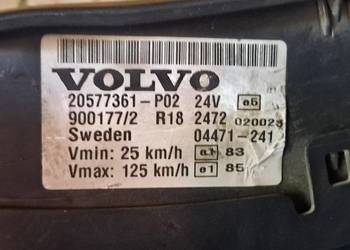 VOLVO
20577361-P02 24V e5
900177/2 R18 2472 020023
Sweden 04471-241
Vmin: 25 km/h e1 83
Vmax: 125 km/h e1 85